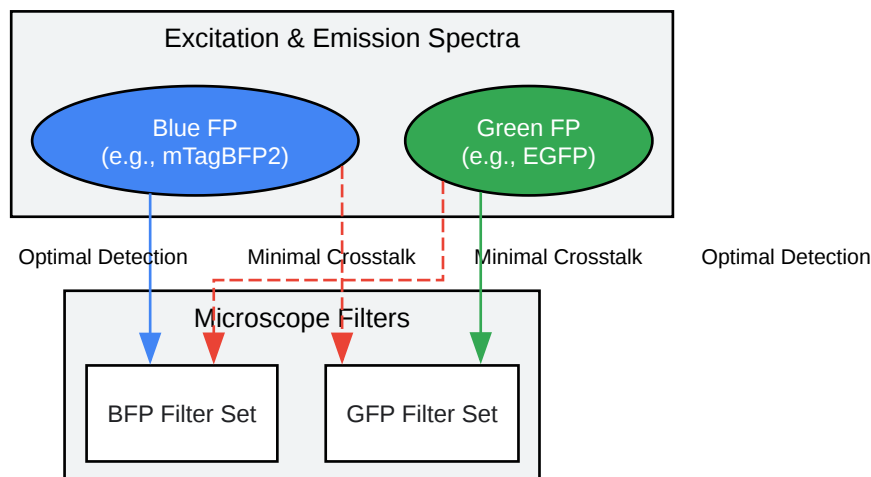 Excitation & Emission Spectra
Blue FP
(e.g., mTagBFP2)
Green FP
(e.g., EGFP)
Optimal Detection
Minimal Crosstalk
Minimal Crosstalk
Optimal Detection
Microscope Filters
BFP Filter Set
GFP Filter Set